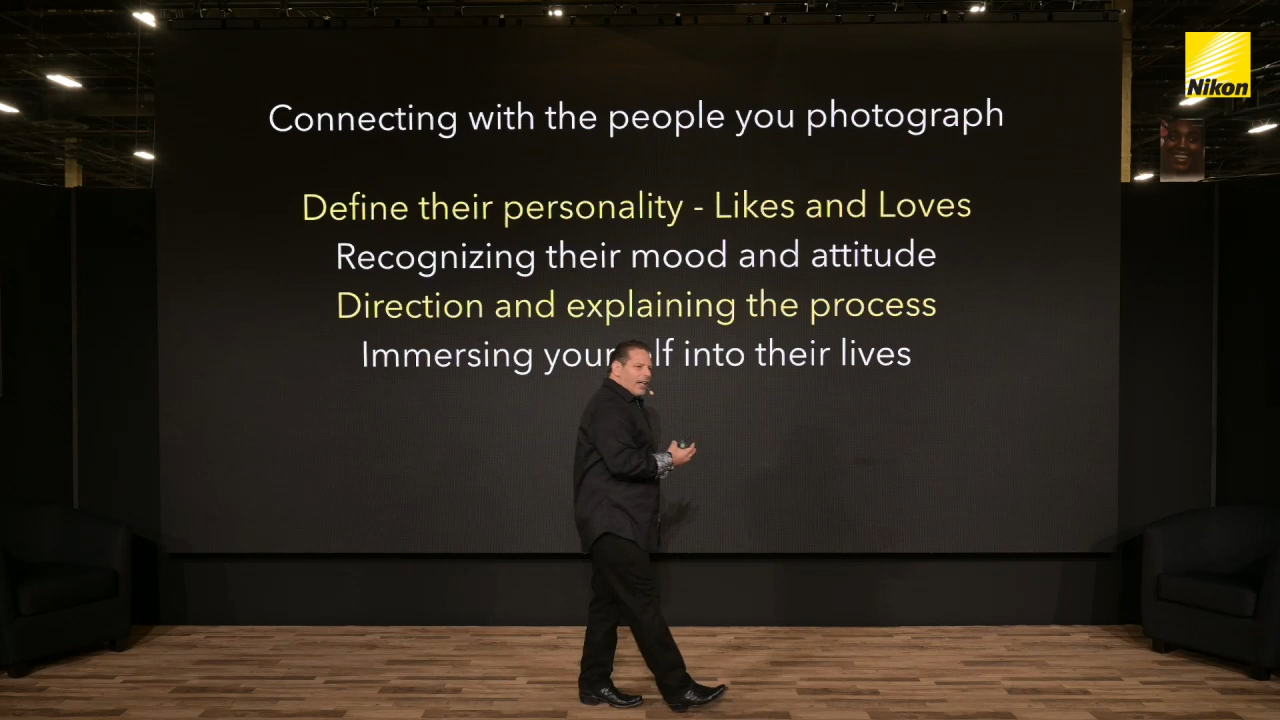 Nikon
Connecting with the people you photograph
Define their personality - Likes and Loves
Recognizing their mood and attitude
Direction and explaining the process
Immersing yourself into their lives